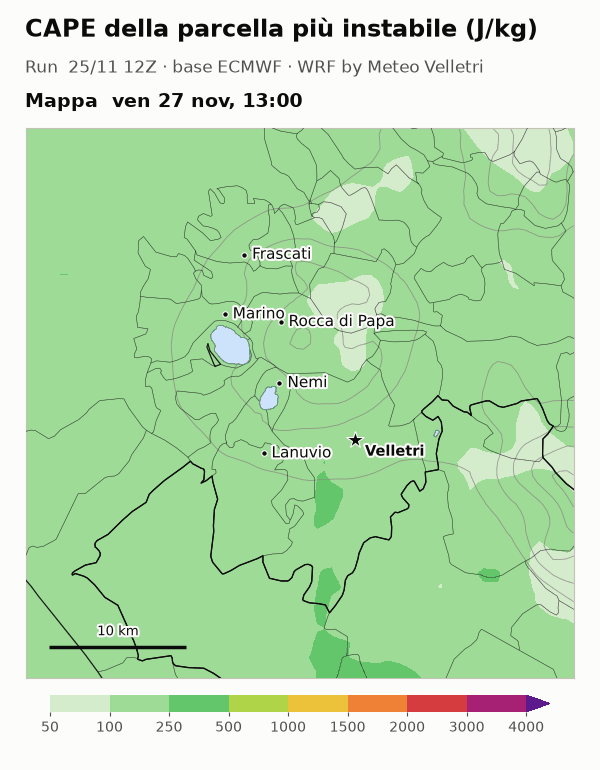 CAPE della parcella più instabile (J/kg)
Run  25/11 12Z · base ECMWF · WRF by Meteo Velletri
Mappa  ven 27 nov, 13:00
Frascati
Marino
Rocca di Papa
Nemi
Velletri
Lanuvio
10 km
50 100 250 500 1000 1500 2000 3000 4000